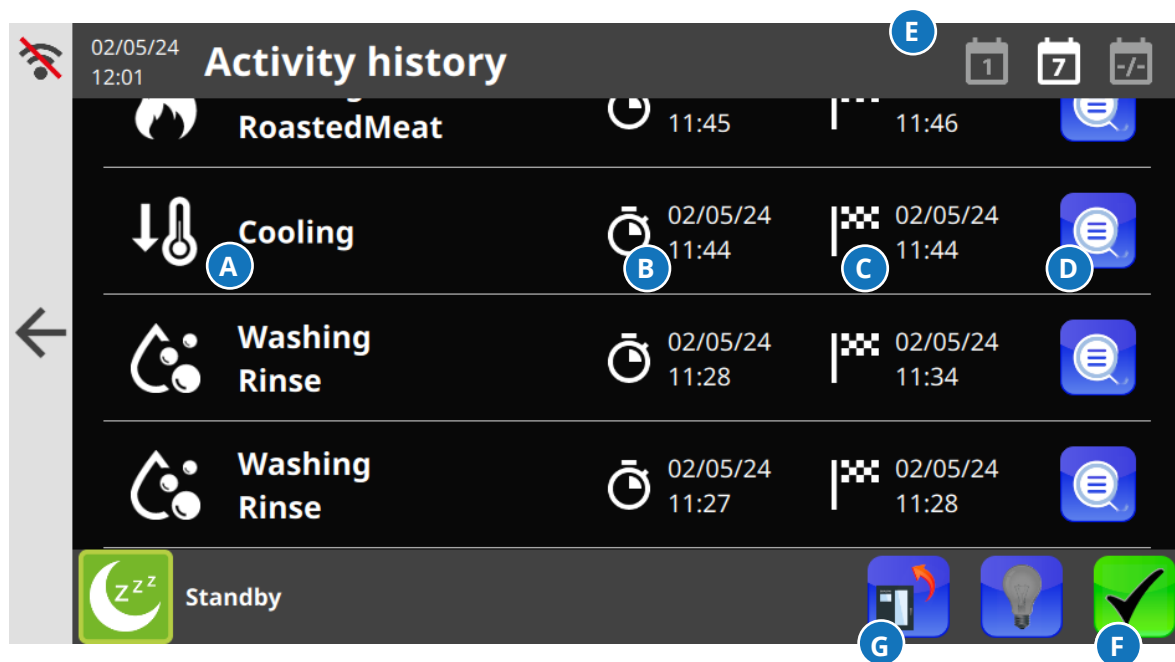 02/05/24
12:01
Activity history
E
1
7
-/-
RoastedMeat
11:45
11:46
Cooling
02/05/24
11:44
02/05/24
11:44
A
B
C
D
Washing
Rinse
02/05/24
11:28
02/05/24
11:34
Washing
Rinse
02/05/24
11:27
02/05/24
11:28
zzz
Standby
G
F